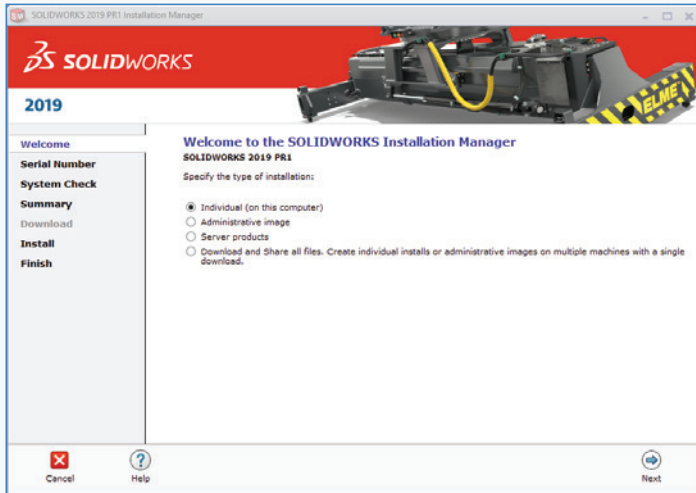 SOLIDWORKS 2019 PR1 Installation Manager
SOLIDWORKS
2019
ELME
Welcome
Serial Number
System Check
Summary
Download
Install
Finish
Welcome to the SOLIDWORKS Installation Manager
SOLIDWORKS 2019 PR1
Specify the type of installation:
Individual (on this computer)
Administrative image
Server products
Download and Share all files. Create individual installs or administrative images on multiple machines with a single
download.
Cancel
Help
Next